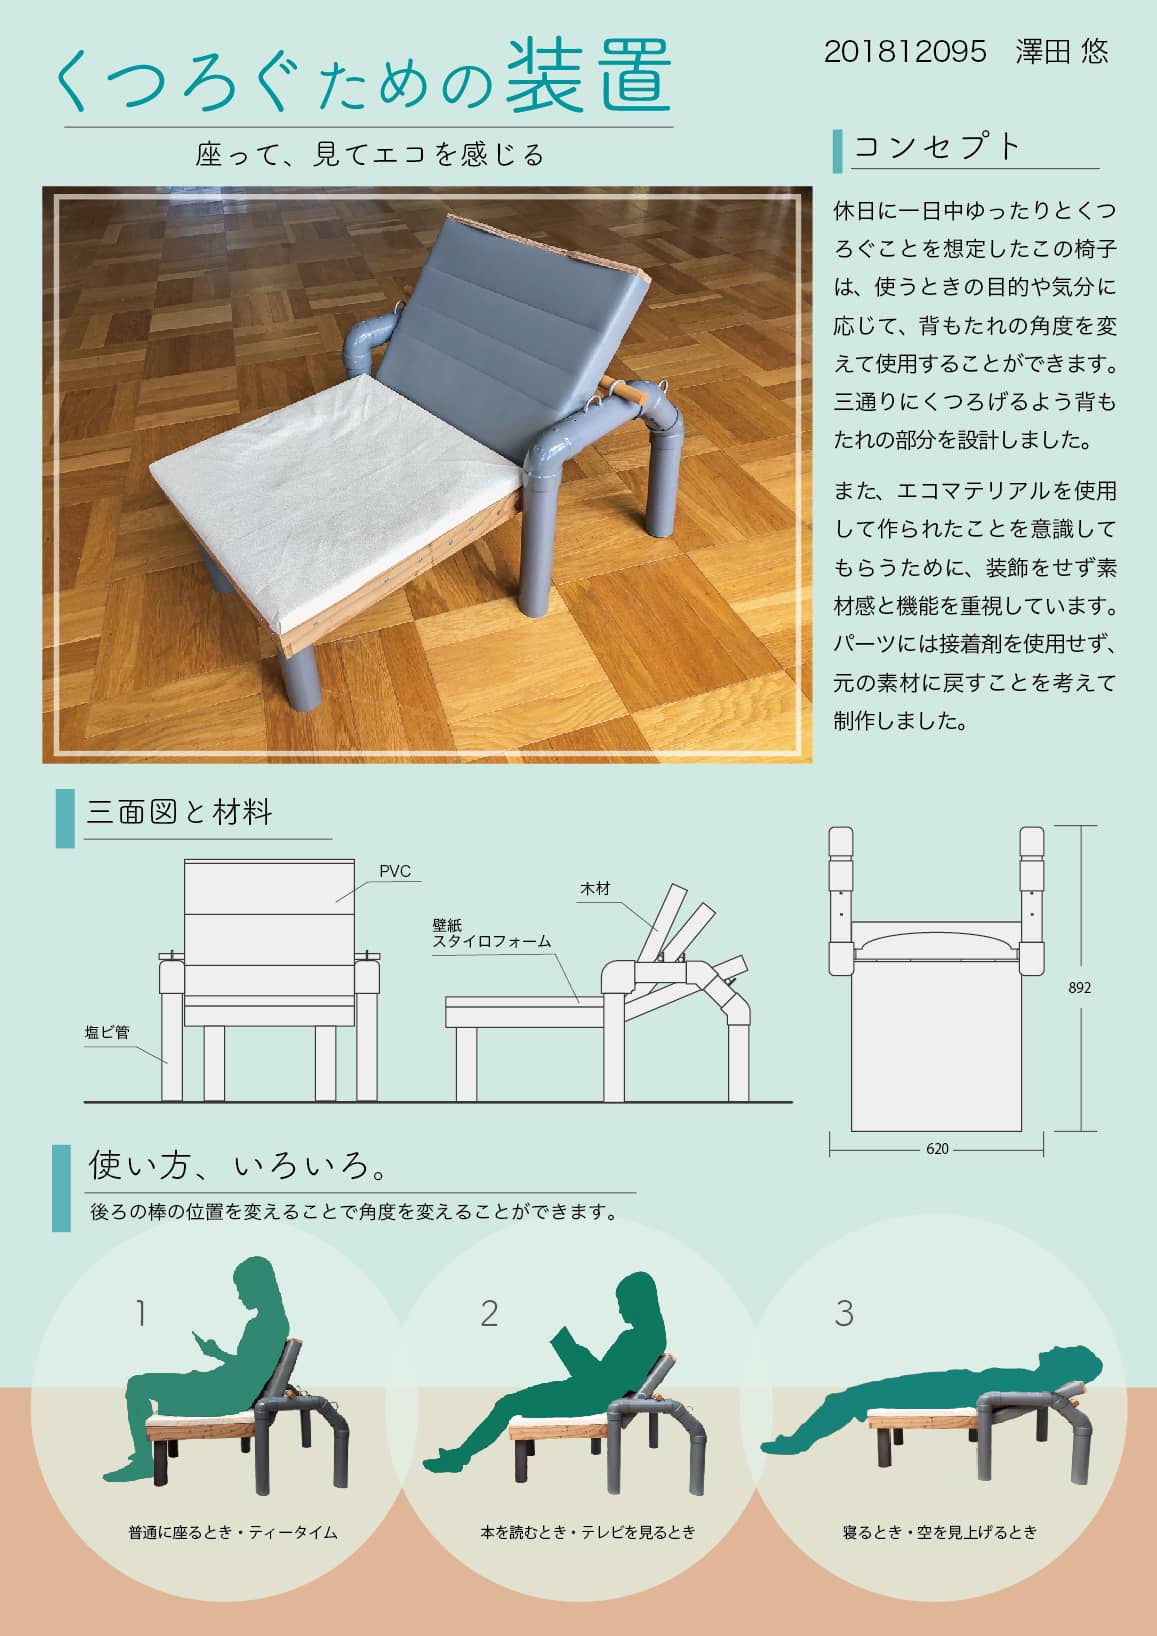 くつろぐための装置
201812095　澤田 悠
座って、見てエコを感じる
コンセプト
休日に一日中ゆったりとくつ
ろぐことを想定したこの椅子
は、使うときの目的や気分に
応じて、背もたれの角度を変
えて使用することができます。
三通りにくつろげるよう背も
たれの部分を設計しました。
また、エコマテリアルを使用
して作られたことを意識して
もらうために、装飾をせず素
材感と機能を重視しています。
パーツには接着剤を使用せず、
元の素材に戻すことを考えて
制作しました。
三面図と材料
PVC
塩ビ管
壁紙
スタイロフォーム
木材
892
620
使い方、いろいろ。
後ろの棒の位置を変えることで角度を変えることができます。
1
普通に座るとき・ティータイム
2
本を読むとき・テレビを見るとき
3
寝るとき・空を見上げるとき